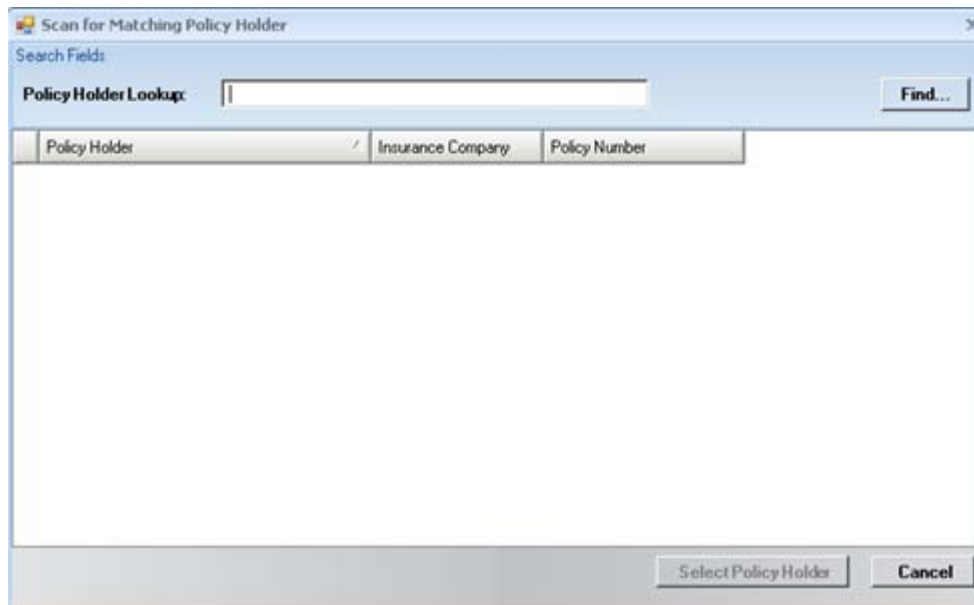 Scan for Matching Policy Holder
Search Fields
Policy Holder Lookup:
Find...
Policy Holder Insurance Company Policy Number
Select Policy Holder Cancel